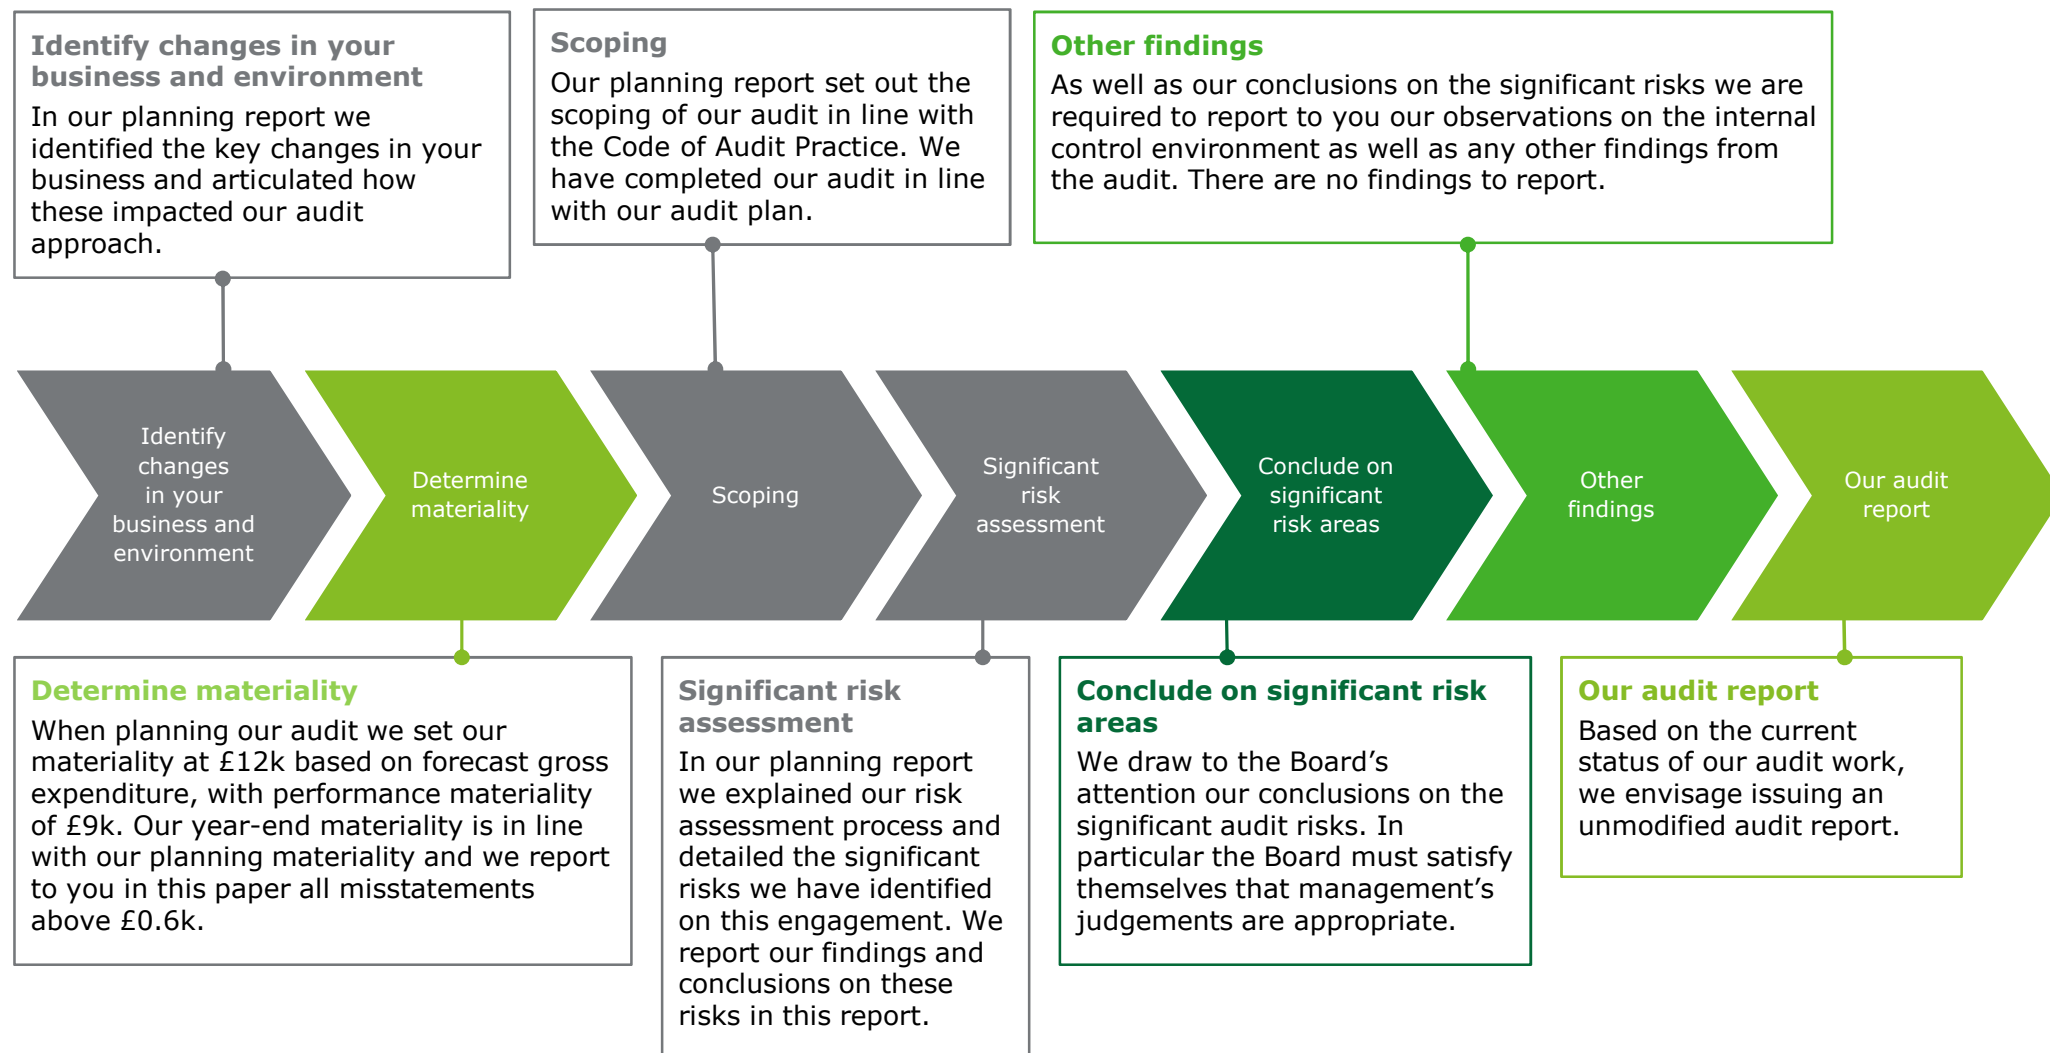 Identify changes in your
business and environment
In our planning report we
identified the key changes in your
business and articulated how
these impacted our audit
approach.
Scoping
Our planning report set out the
scoping of our audit in line with
the Code of Audit Practice. We
have completed our audit in line
with our audit plan.
Other findings
As well as our conclusions on the significant risks we are
required to report to you our observations on the internal
control environment as well as any other findings from
the audit. There are no findings to report.
Identify
changes
in your
business and
environment
Determine
materiality
Scoping
Significant
risk
assessment
Conclude on
significant
risk areas
Other
findings
Our audit
report
Determine materiality
When planning our audit we set our
materiality at £12k based on forecast gross
expenditure, with performance materiality
of £9k. Our year-end materiality is in line
with our planning materiality and we report
to you in this paper all misstatements
above £0.6k.
Significant risk
assessment
In our planning report
we explained our risk
assessment process and
detailed the significant
risks we have identified
on this engagement. We
report our findings and
conclusions on these
risks in this report.
Conclude on significant risk
areas
We draw to the Board’s
attention our conclusions on the
significant audit risks. In
particular the Board must satisfy
themselves that management’s
judgements are appropriate.
Our audit report
Based on the current
status of our audit work,
we envisage issuing an
unmodified audit report.